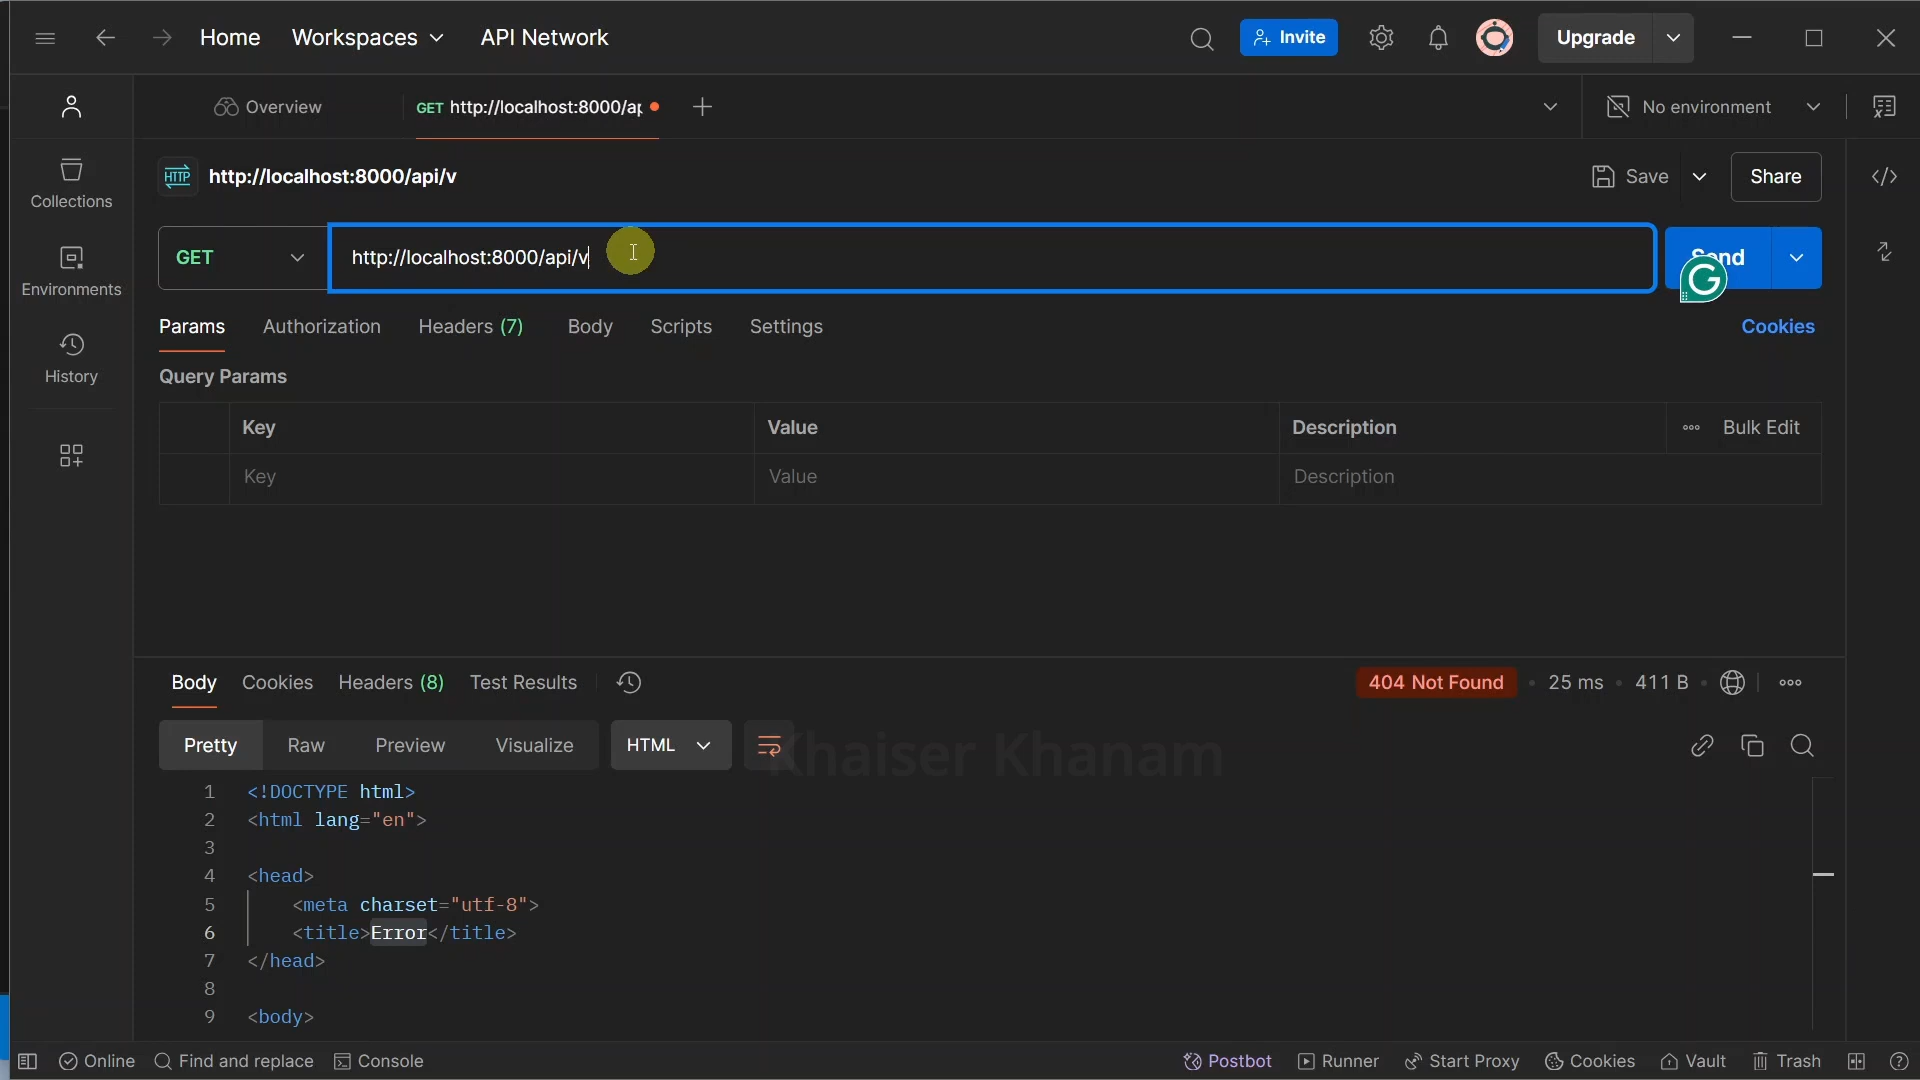 Home Workspaces API Network Invite Upgrade
Overview GET http://localhost:8000/ap No environment
HTTP http://localhost:8000/api/v Save Share
Collections
GET http://localhost:8000/api/v
Environments
Params Authorization Headers (7) Body Scripts Settings Cookies
History
Query Params
Key Value Description Bulk Edit
Key Value Description
Body Cookies Headers (8) Test Results 404 Not Found 25 ms 411 B
Pretty Raw Preview Visualize HTML
Khaiser Khanam
1 <!DOCTYPE html>
2 <html lang="en">
3
4 <head>
5 <meta charset="utf-8">
6 <title>Error</title>
7 </head>
8
9 <body>
Online Find and replace Console Postbot Runner Start Proxy Cookies Vault Trash